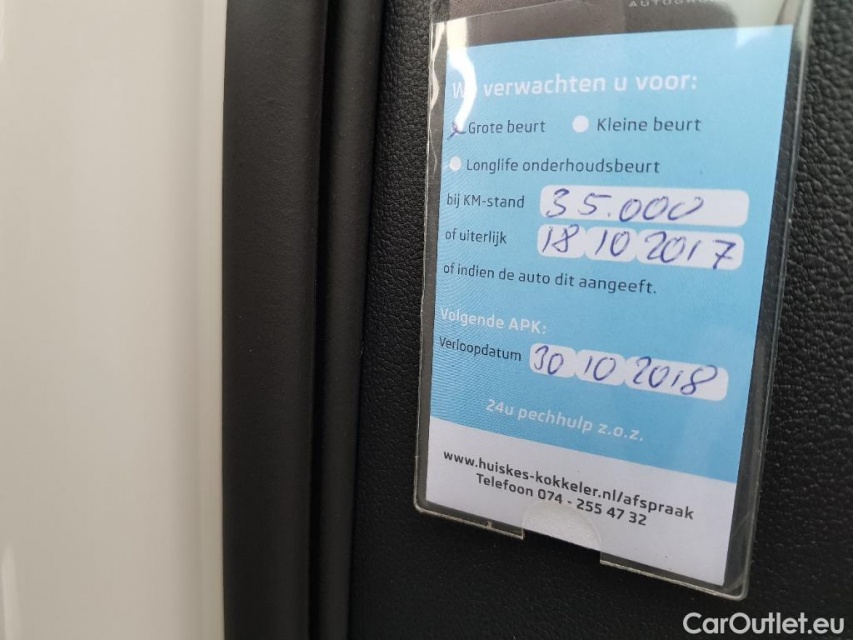 verwachten u voor:
Grote beurt Kleine beurt
Longlife onderhoudsbeurt
bij KM-stand 35.000
of uiterlijk 18 10 2017
of indien de auto dit aangeeft.
Volgende APK:
Verloopdatum 30 10 2018
24u pechhulp z.o.z.
www.huiskes-kokkeler.nl/afspraak
Telefoon 074 - 255 47 32
CarOutlet.eu